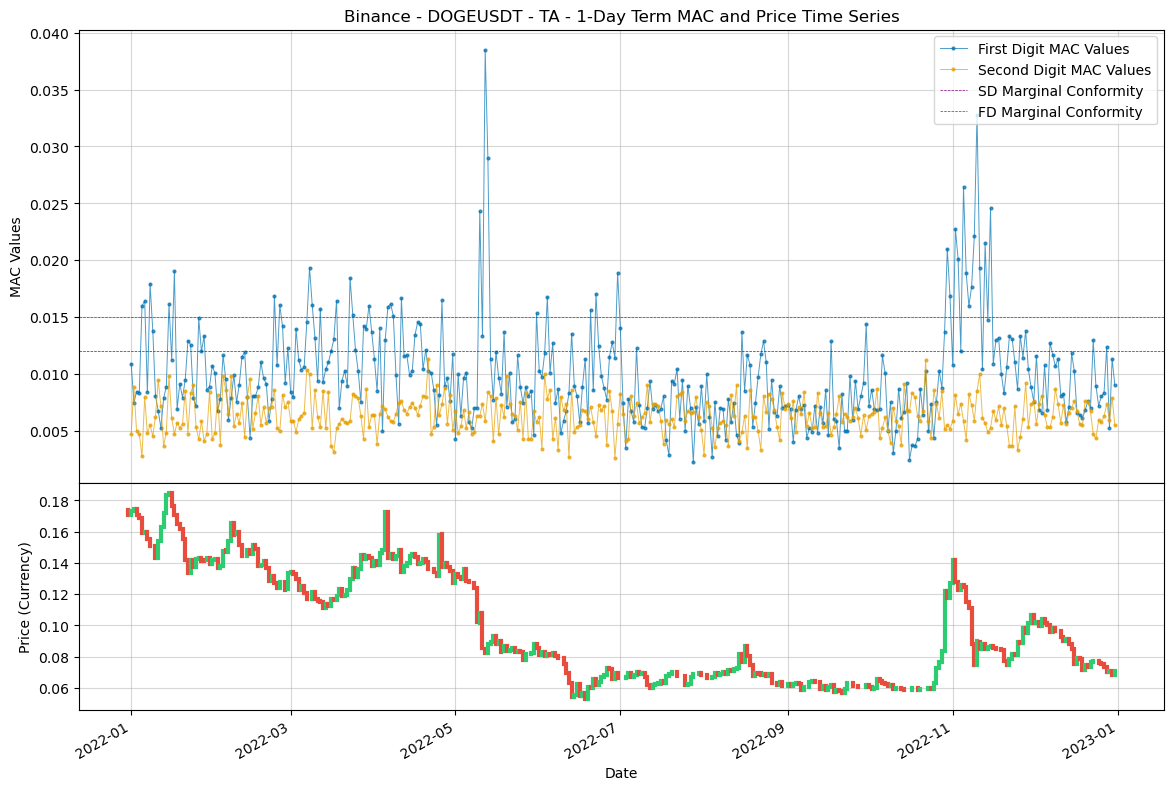 Binance - DOGEUSDT - TA - 1-Day Term MAC and Price Time Series
First Digit MAC Values
Second Digit MAC Values
SD Marginal Conformity
FD Marginal Conformity
MAC Values
0.040
0.035
0.030
0.025
0.020
0.015
0.010
0.005
Price (Currency)
0.18
0.16
0.14
0.12
0.10
0.08
0.06
2022-01
2022-03
2022-05
2022-07
2022-09
2022-11
2023-01
Date